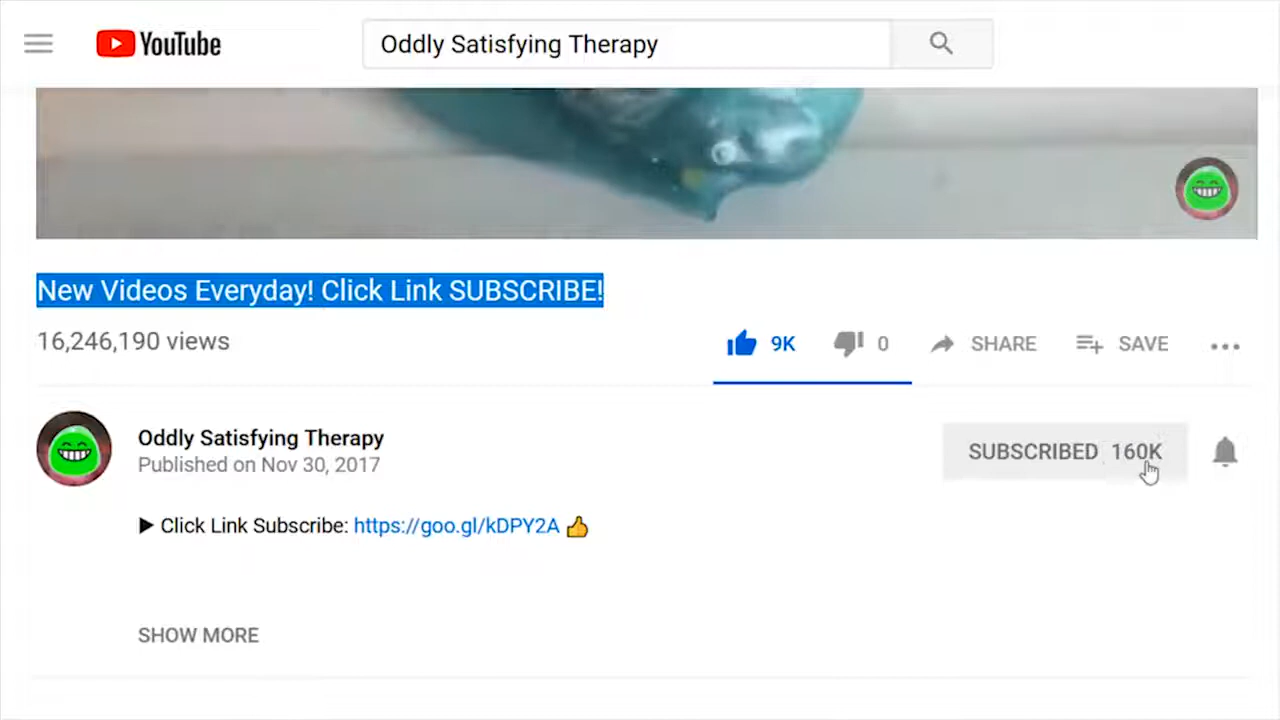 YouTube
Oddly Satisfying Therapy
New Videos Everyday! Click Link SUBSCRIBE!
16,246,190 views
9K 0 SHARE SAVE
Oddly Satisfying Therapy
SUBSCRIBED 160K
Published on Nov 30, 2017
▶ Click Link Subscribe: https://goo.gl/kDPY2A 👍
SHOW MORE